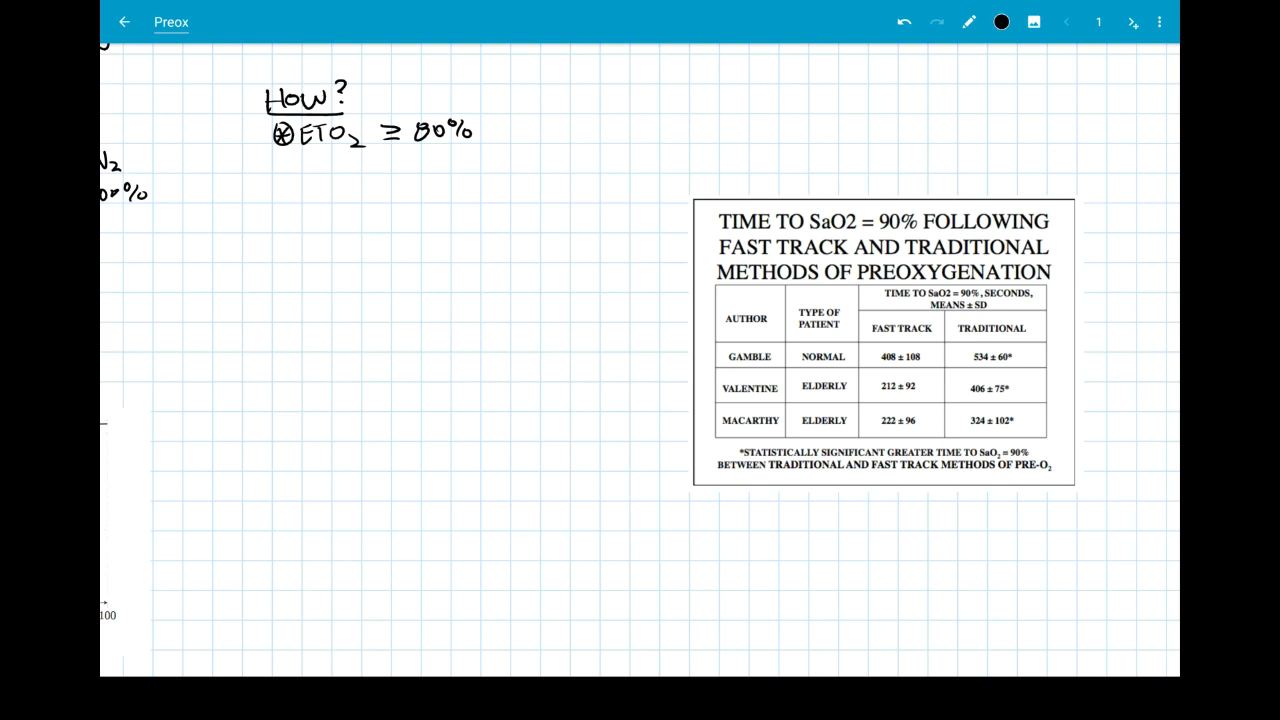 Preox
1
How?
⊛ ETO2 ≥ 80%
N2
00%
TIME TO SaO2 = 90% FOLLOWING
FAST TRACK AND TRADITIONAL
METHODS OF PREOXYGENATION
AUTHOR
TYPE OF
PATIENT
TIME TO SaO2 = 90%, SECONDS,
MEANS ± SD
FAST TRACK TRADITIONAL
GAMBLE NORMAL 408 ± 108 534 ± 60*
VALENTINE ELDERLY 212 ± 92 406 ± 75*
MACARTHY ELDERLY 222 ± 96 324 ± 102*
*STATISTICALLY SIGNIFICANT GREATER TIME TO SaO2 = 90%
BETWEEN TRADITIONAL AND FAST TRACK METHODS OF PRE-O2
100